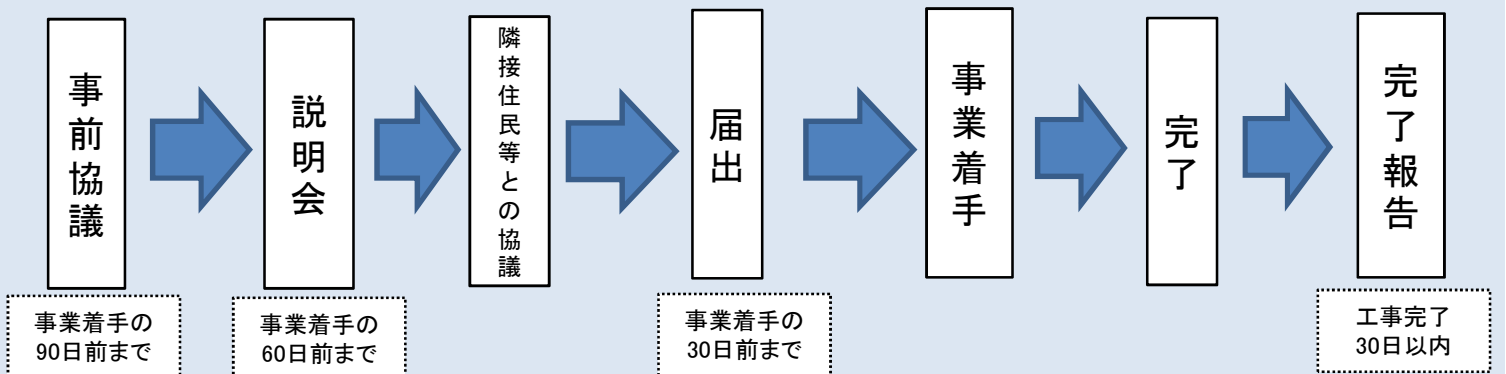 事前協議
説明会
隣接住民等との協議
届出
事業着手
完了
完了報告
事業着手の
90日前まで
事業着手の
60日前まで
事業着手の
30日前まで
工事完了
30日以内